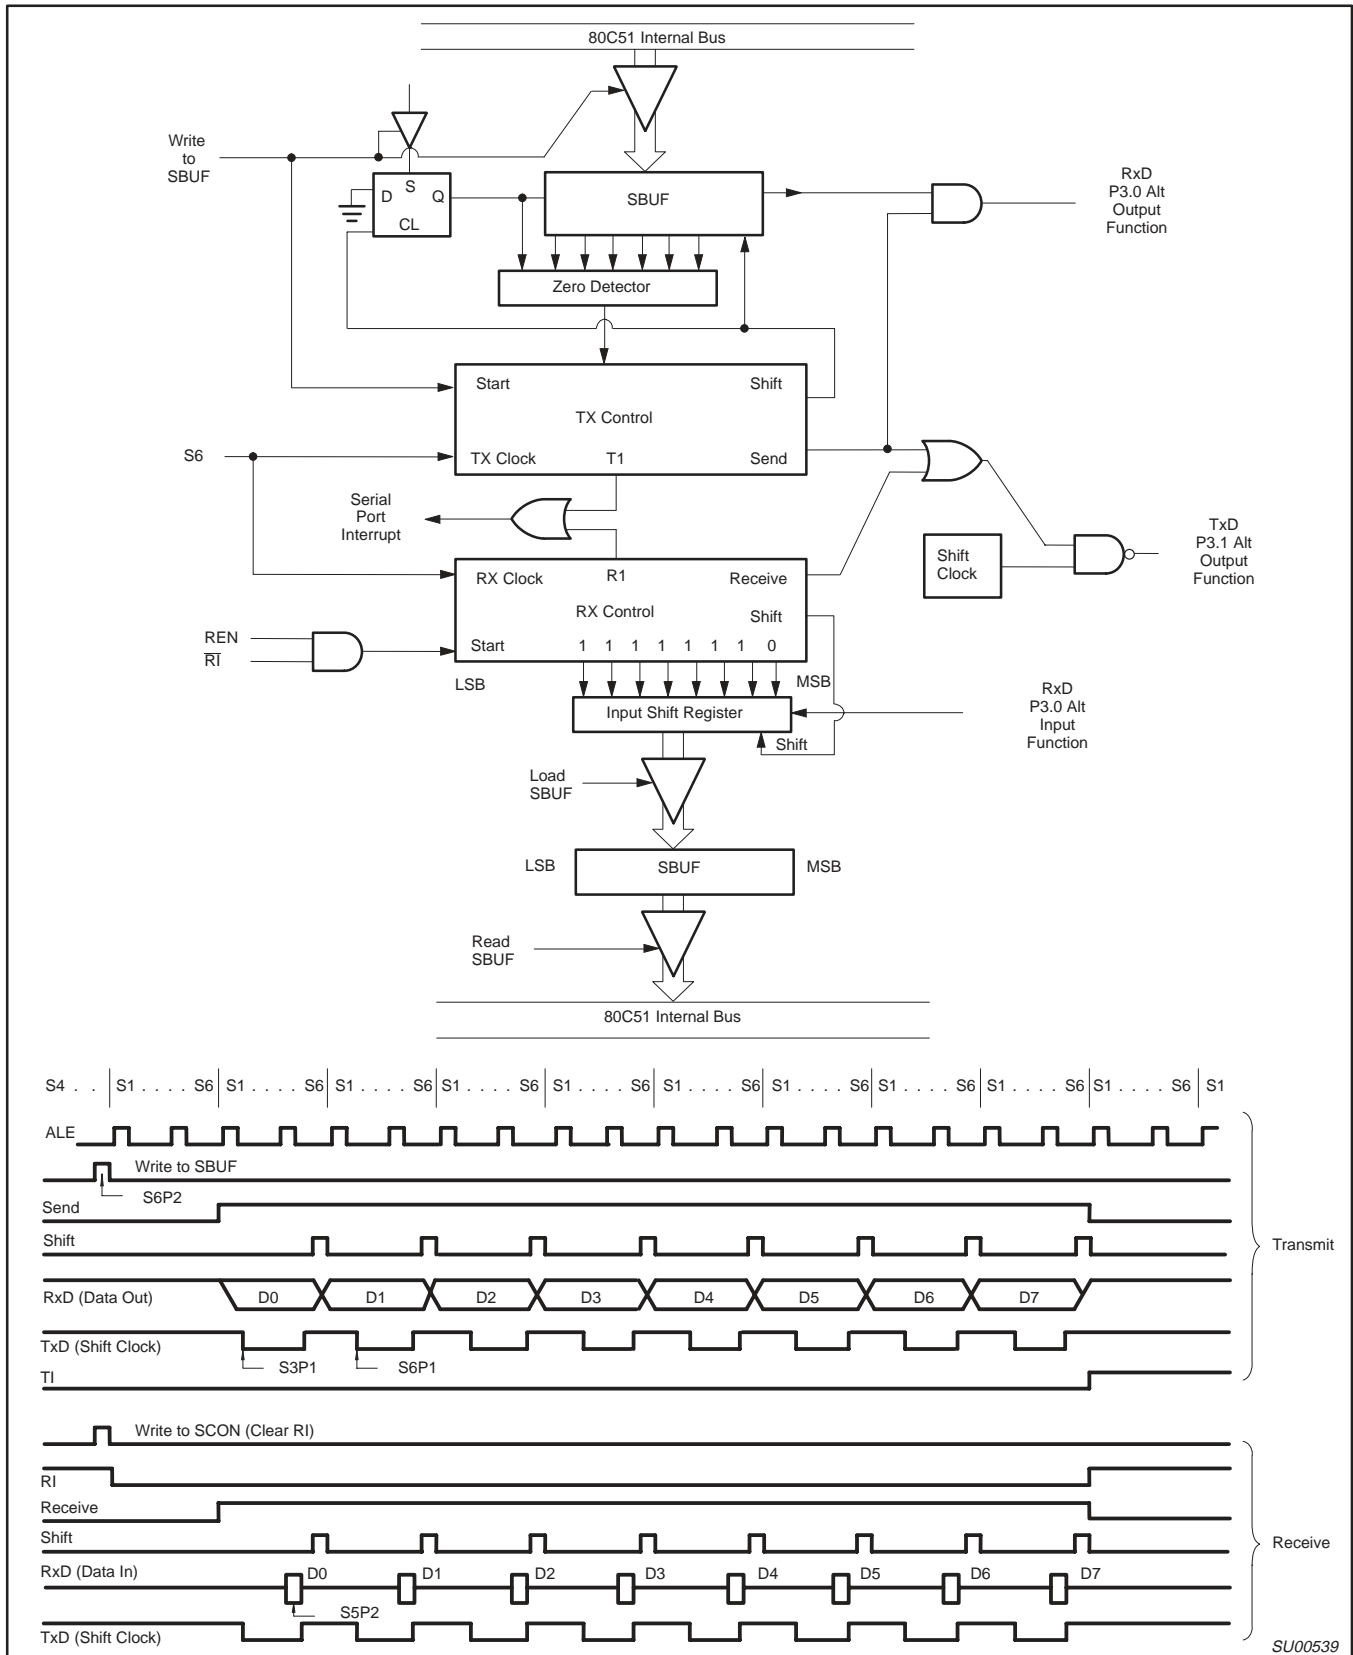 80C51 Internal Bus
Write
to
SBUF
D
S
Q
CL
SBUF
RxD
P3.0 Alt
Output
Function
Zero Detector
Start
Shift
TX Control
S6
TX Clock
T1
Send
Serial
Port
Interrupt
Shift
Clock
TxD
P3.1 Alt
Output
Function
RX Clock
R1
Receive
RX Control
Shift
REN
RI
Start
1 1 1 1 1 1 1 0
LSB
MSB
Input Shift Register
RxD
P3.0 Alt
Input
Function
Shift
Load
SBUF
LSB
SBUF
MSB
Read
SBUF
80C51 Internal Bus
S4 . . S1 . . . . S6 S1 . . . . S6 S1 . . . . S6 S1 . . . . S6 S1 . . . . S6 S1 . . . . S6 S1 . . . . S6 S1 . . . . S6 S1 . . . . S6 S1 . . . . S6 S1
ALE
Write to SBUF
S6P2
Send
Shift
Transmit
RxD (Data Out) D0 D1 D2 D3 D4 D5 D6 D7
TxD (Shift Clock)
S3P1 S6P1
TI
Write to SCON (Clear RI)
RI
Receive
Shift
Receive
RxD (Data In) D0 D1 D2 D3 D4 D5 D6 D7
S5P2
TxD (Shift Clock)
SU00539